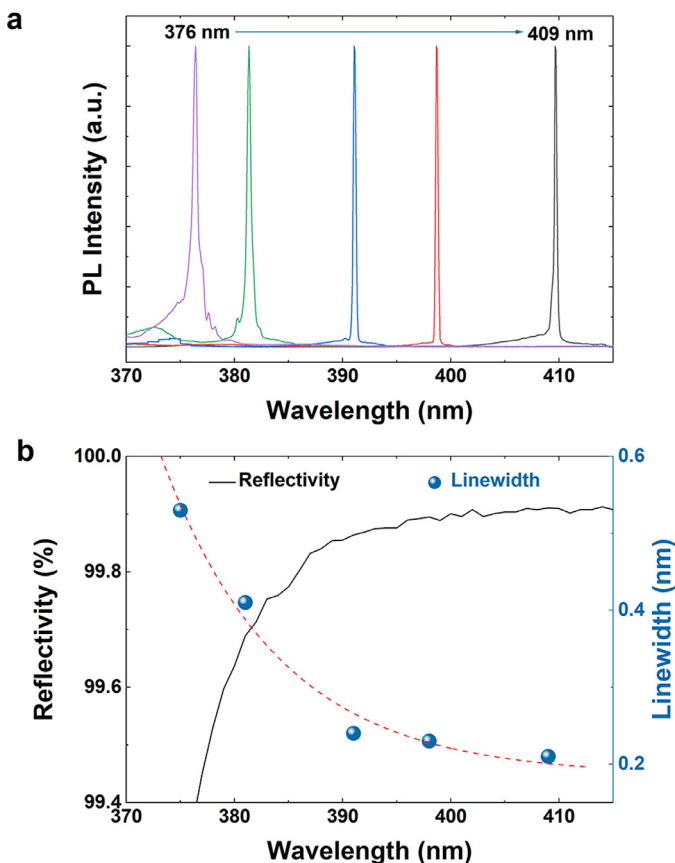 a
376 nm 409 nm
PL Intensity (a.u.)
370 380 390 400 410
Wavelength (nm)
b
Reflectivity Linewidth
100.0
99.8
99.6
99.4
Reflectivity (%)
0.6
0.4
0.2
Linewidth (nm)
370 380 390 400 410
Wavelength (nm)